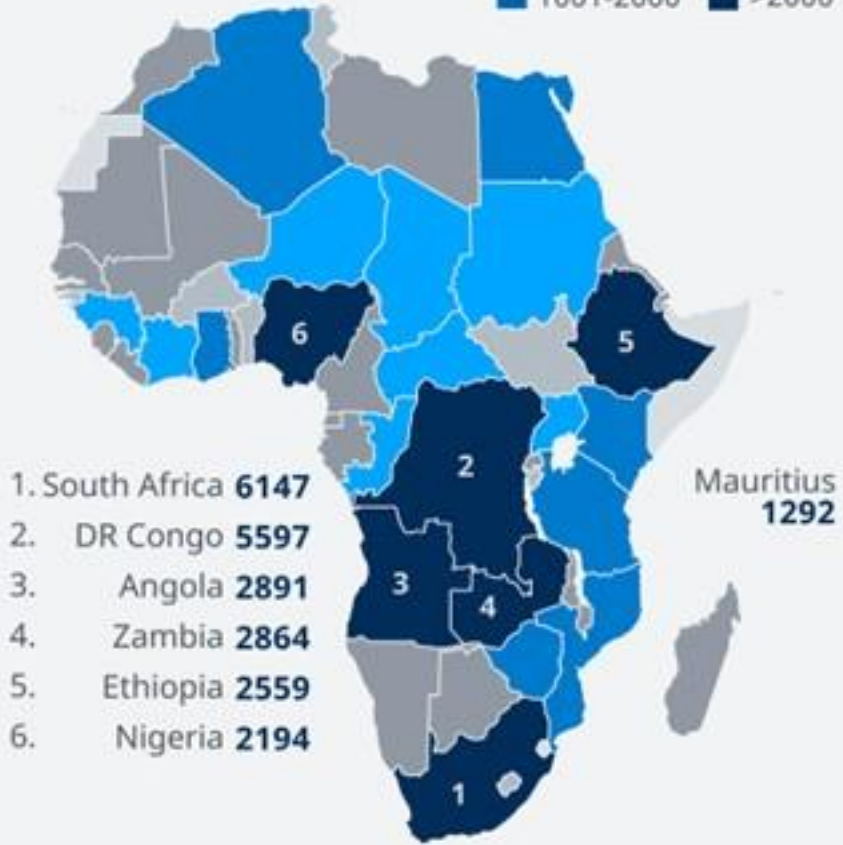 1. South Africa 6147
2. DR Congo 5597
3. Angola 2891
4. Zambia 2864
5. Ethiopia 2559
6. Nigeria 2194
Mauritius
1292
6
5
2
3
4
1